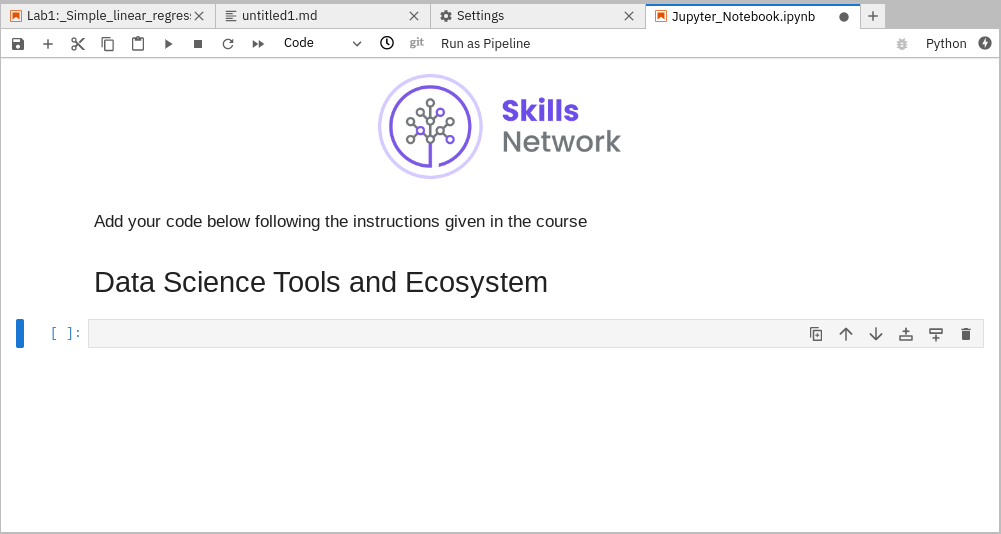 Lab1:_Simple_linear_regres
untitled1.md
Settings
Jupyter_Notebook.ipynb
Code
git
Run as Pipeline
Python
Skills
Network
Add your code below following the instructions given in the course
Data Science Tools and Ecosystem
[ ]: